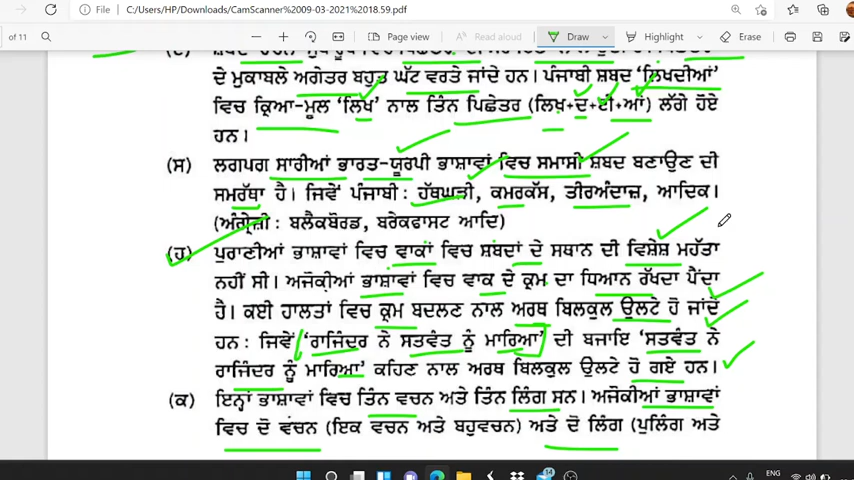 File
C:/Users/HP/Downloads/CamScanner%2009-03-2021%2018.59.pdf
of 11
Page view
Read aloud
Draw
Highlight
Erase
ਦੇ ਮੁਕਾਬਲੇ ਅਗੇਤਰ ਬਹੁਤ ਘੱਟ ਵਰਤੇ ਜਾਂਦੇ ਹਨ। ਪੰਜਾਬੀ ਸ਼ਬਦ 'ਲਿਖਦੀਆਂ'
ਵਿਚ ਕ੍ਰਿਆ-ਮੂਲ 'ਲਿਖ' ਨਾਲ ਤਿੰਨ ਪਿਛੇਤਰ (ਲਿਖ+ਦ+ਈ+ਆਂ) ਲੱਗੇ ਹੋਏ
ਹਨ।
(ਸ) ਲਗਪਗ ਸਾਰੀਆਂ ਭਾਰਤ-ਯੂਰਪੀ ਭਾਸ਼ਾਵਾਂ ਵਿਚ ਸਮਾਸੀ ਸ਼ਬਦ ਬਣਾਉਣ ਦੀ
ਸਮਰੱਥਾ ਹੈ। ਜਿਵੇਂ ਪੰਜਾਬੀ : ਹੱਥਘੜੀ, ਕਮਰਕੱਸ, ਤੀਰਅੰਦਾਜ਼, ਆਦਿਕ।
(ਅੰਗ੍ਰੇਜ਼ੀ : ਬਲੈਕਬੋਰਡ, ਬਰੇਕਫਾਸਟ ਆਦਿ)
(ਹ) ਪੁਰਾਣੀਆਂ ਭਾਸ਼ਾਵਾਂ ਵਿਚ ਵਾਕਾਂ ਵਿਚ ਸ਼ਬਦਾਂ ਦੇ ਸਥਾਨ ਦੀ ਵਿਸ਼ੇਸ਼ ਮਹੱਤਾ
ਨਹੀਂ ਸੀ। ਅਜੋਕੀਆਂ ਭਾਸ਼ਾਵਾਂ ਵਿਚ ਵਾਕ ਦੇ ਕ੍ਰਮ ਦਾ ਧਿਆਨ ਰੱਖਦਾ ਪੈਂਦਾ
ਹੈ। ਕਈ ਹਾਲਤਾਂ ਵਿਚ ਕ੍ਰਮ ਬਦਲਣ ਨਾਲ ਅਰਥ ਬਿਲਕੁਲ ਉਲਟੇ ਹੋ ਜਾਂਦੇ
ਹਨ : ਜਿਵੇਂ 'ਰਾਜਿੰਦਰ ਨੇ ਸਤਵੰਤ ਨੂੰ ਮਾਰਿਆ' ਦੀ ਬਜਾਇ 'ਸਤਵੰਤ ਨੇ
ਰਾਜਿੰਦਰ ਨੂੰ ਮਾਰਿਆ' ਕਹਿਣ ਨਾਲ ਅਰਥ ਬਿਲਕੁਲ ਉਲਟੇ ਹੋ ਗਏ ਹਨ।
(ਕ) ਇਨ੍ਹਾਂ ਭਾਸ਼ਾਵਾਂ ਵਿਚ ਤਿੰਨ ਵਚਨ ਅਤੇ ਤਿੰਨ ਲਿੰਗ ਸਨ। ਅਜੋਕੀਆਂ ਭਾਸ਼ਾਵਾਂ
ਵਿਚ ਦੋ ਵਚਨ (ਇਕ ਵਚਨ ਅਤੇ ਬਹੁਵਚਨ) ਅਤੇ ਦੋ ਲਿੰਗ (ਪੁਲਿੰਗ ਅਤੇ
14
ENG